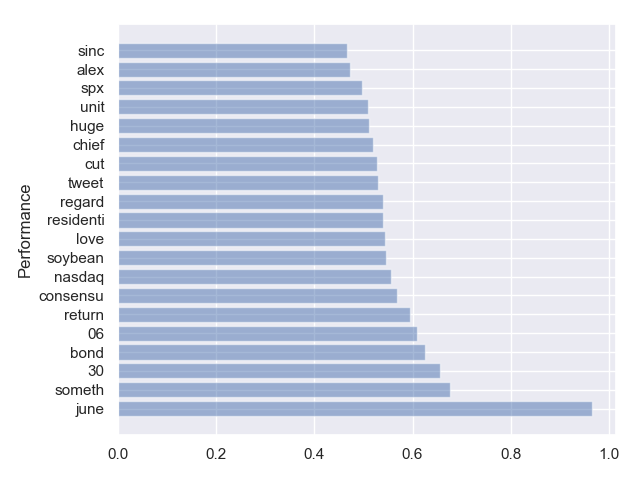 sinc
alex
spx
unit
huge
chief
cut
tweet
regard
residenti
love
soybean
nasdaq
consensu
return
06
bond
30
someth
june
Performance
0.0 0.2 0.4 0.6 0.8 1.0